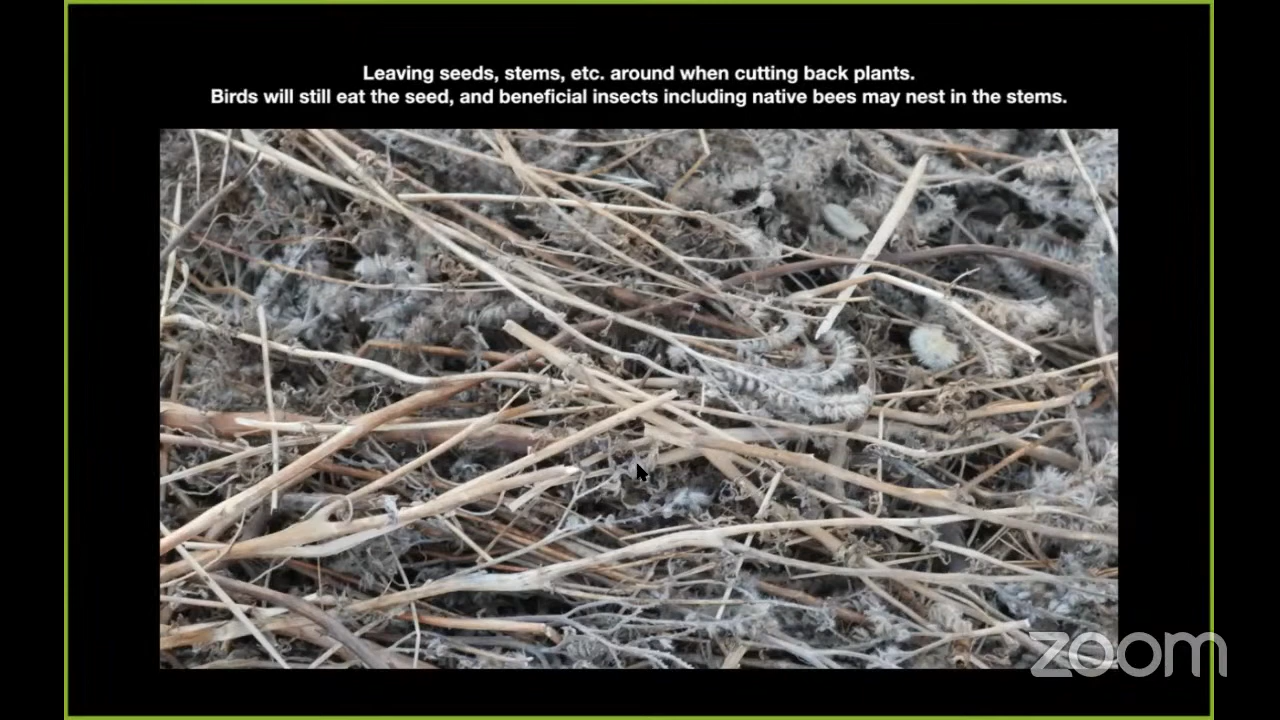 Leaving seeds, stems, etc. around when cutting back plants.
Birds will still eat the seed, and beneficial insects including native bees may nest in the stems.
zoom